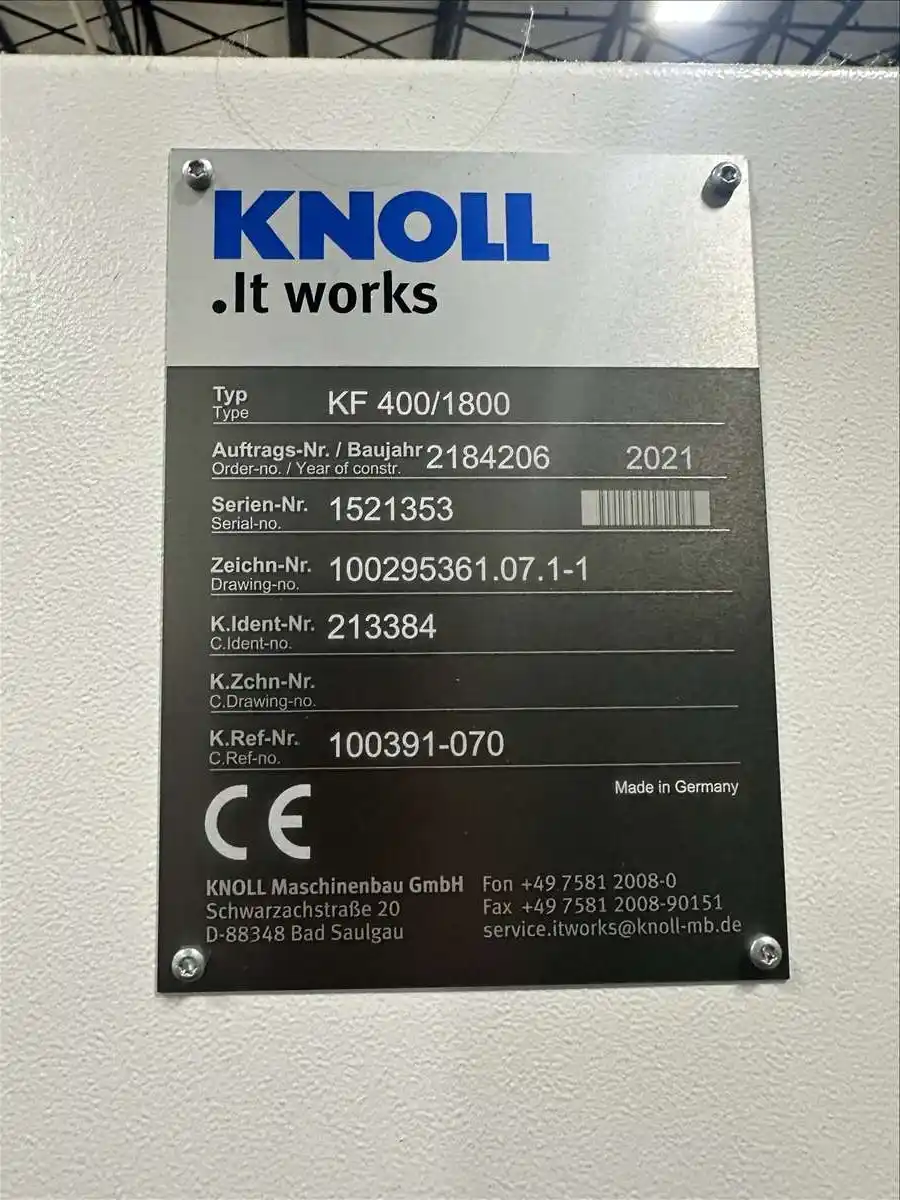 KNOLL
.It works
Typ
Type
KF 400/1800
Auftrags-Nr. / Baujahr 2184206 2021
Order-no. / Year of constr.
Serien-Nr. 1521353
Serial-no.
Zeichn-Nr. 100295361.07.1-1
Drawing-no.
K.Ident-Nr. 213384
C.Ident-no.
K.Zchn-Nr.
C.Drawing-no.
K.Ref-Nr. 100391-070
C.Ref-no.
Made in Germany
CE
KNOLL Maschinenbau GmbH Fon +49 7581 2008-0
Schwarzachstraße 20 Fax +49 7581 2008-90151
D-88348 Bad Saulgau service.itworks@knoll-mb.de